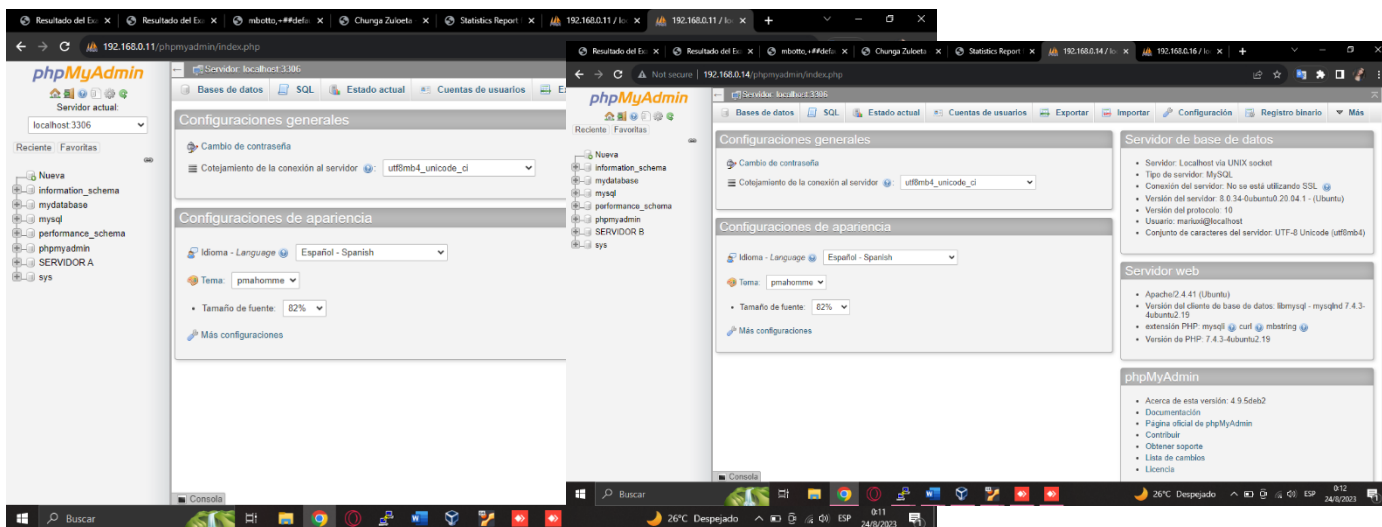 Resultado del Exa
Resultado del Exa
mbotto,+##defau
Chunga Zuloeta
Statistics Report
192.168.0.11 / loc
192.168.0.11 / loc
192.168.0.11/phpmyadmin/index.php
phpMyAdmin
Servidor actual:
localhost:3306
Reciente Favoritas
Nueva
information_schema
mydatabase
mysql
performance_schema
phpmyadmin
SERVIDOR A
sys
Servidor: localhost:3306
Bases de datos SQL Estado actual Cuentas de usuarios
Configuraciones generales
Cambio de contraseña
Cotejamiento de la conexión al servidor : utf8mb4_unicode_ci
Configuraciones de apariencia
Idioma - Language Español - Spanish
Tema: pmahomme
Tamaño de fuente: 82%
Más configuraciones
Consola
Buscar
26°C Despejado ESP 0:11
24/8/2023
Resultado del Exa
Resultado del Exa
mbotto,+##defau
Chunga Zuloeta
Statistics Report
192.168.0.14 / lo
192.168.0.16 / lo
Not secure | 192.168.0.14/phpmyadmin/index.php
phpMyAdmin
Reciente Favoritas
Nueva
information_schema
mydatabase
mysql
performance_schema
phpmyadmin
SERVIDOR B
sys
Servidor: localhost:3306
Bases de datos SQL Estado actual Cuentas de usuarios Exportar Importar Configuración Registro binario Más
Configuraciones generales
Cambio de contraseña
Cotejamiento de la conexión al servidor : utf8mb4_unicode_ci
Configuraciones de apariencia
Idioma - Language Español - Spanish
Tema: pmahomme
Tamaño de fuente: 82%
Más configuraciones
Servidor de base de datos
Servidor: Localhost via UNIX socket
Tipo de servidor: MySQL
Conexión del servidor: No se está utilizando SSL
Versión del servidor: 8.0.34-0ubuntu0.20.04.1 - (Ubuntu)
Versión del protocolo: 10
Usuario: mariuxi@localhost
Conjunto de caracteres del servidor: UTF-8 Unicode (utf8mb4)
Servidor web
Apache/2.4.41 (Ubuntu)
Versión del cliente de base de datos: libmysql - mysqlnd 7.4.3-
4ubuntu2.19
extensión PHP: mysqli curl mbstring
Versión de PHP: 7.4.3-4ubuntu2.19
phpMyAdmin
Acerca de esta versión: 4.9.5deb2
Documentación
Página oficial de phpMyAdmin
Contribuir
Obtener soporte
Lista de cambios
Licencia
Consola
Buscar
26°C Despejado ESP 0:12
24/8/2023